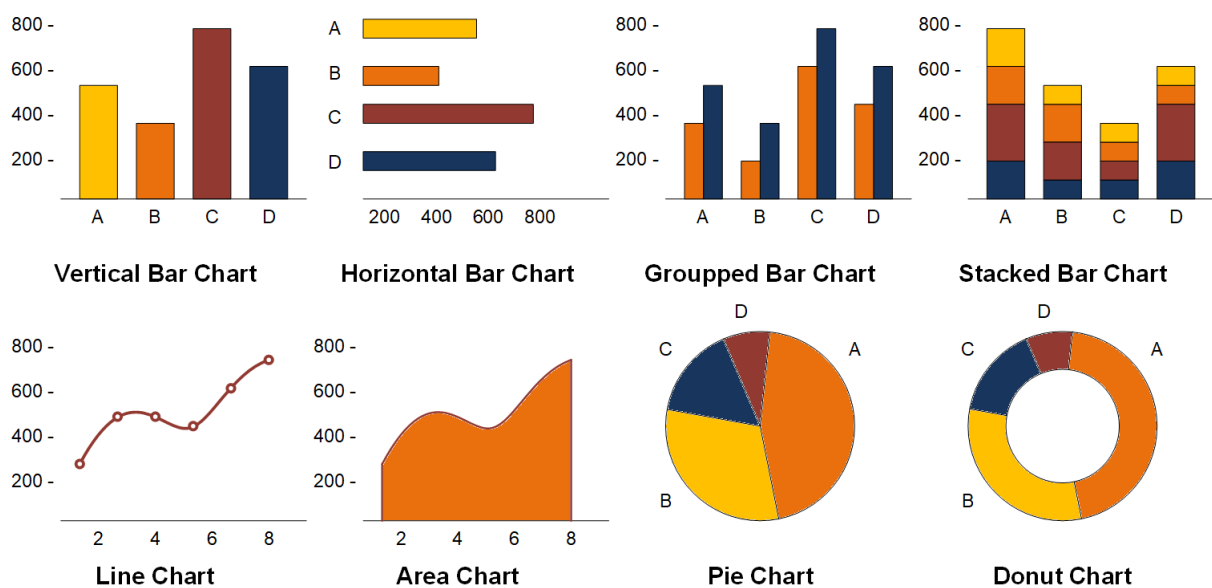 800 -
600 -
400 -
200 -
A B C D
Vertical Bar Chart
A
B
C
D
200 400 600 800
Horizontal Bar Chart
800 -
600 -
400 -
200 -
A B C D
Groupped Bar Chart
800 -
600 -
400 -
200 -
A B C D
Stacked Bar Chart
800 -
600 -
400 -
200 -
2 4 6 8
Line Chart
800 -
600 -
400 -
200 -
2 4 6 8
Area Chart
D
C A
B
Pie Chart
D
C A
B
Donut Chart